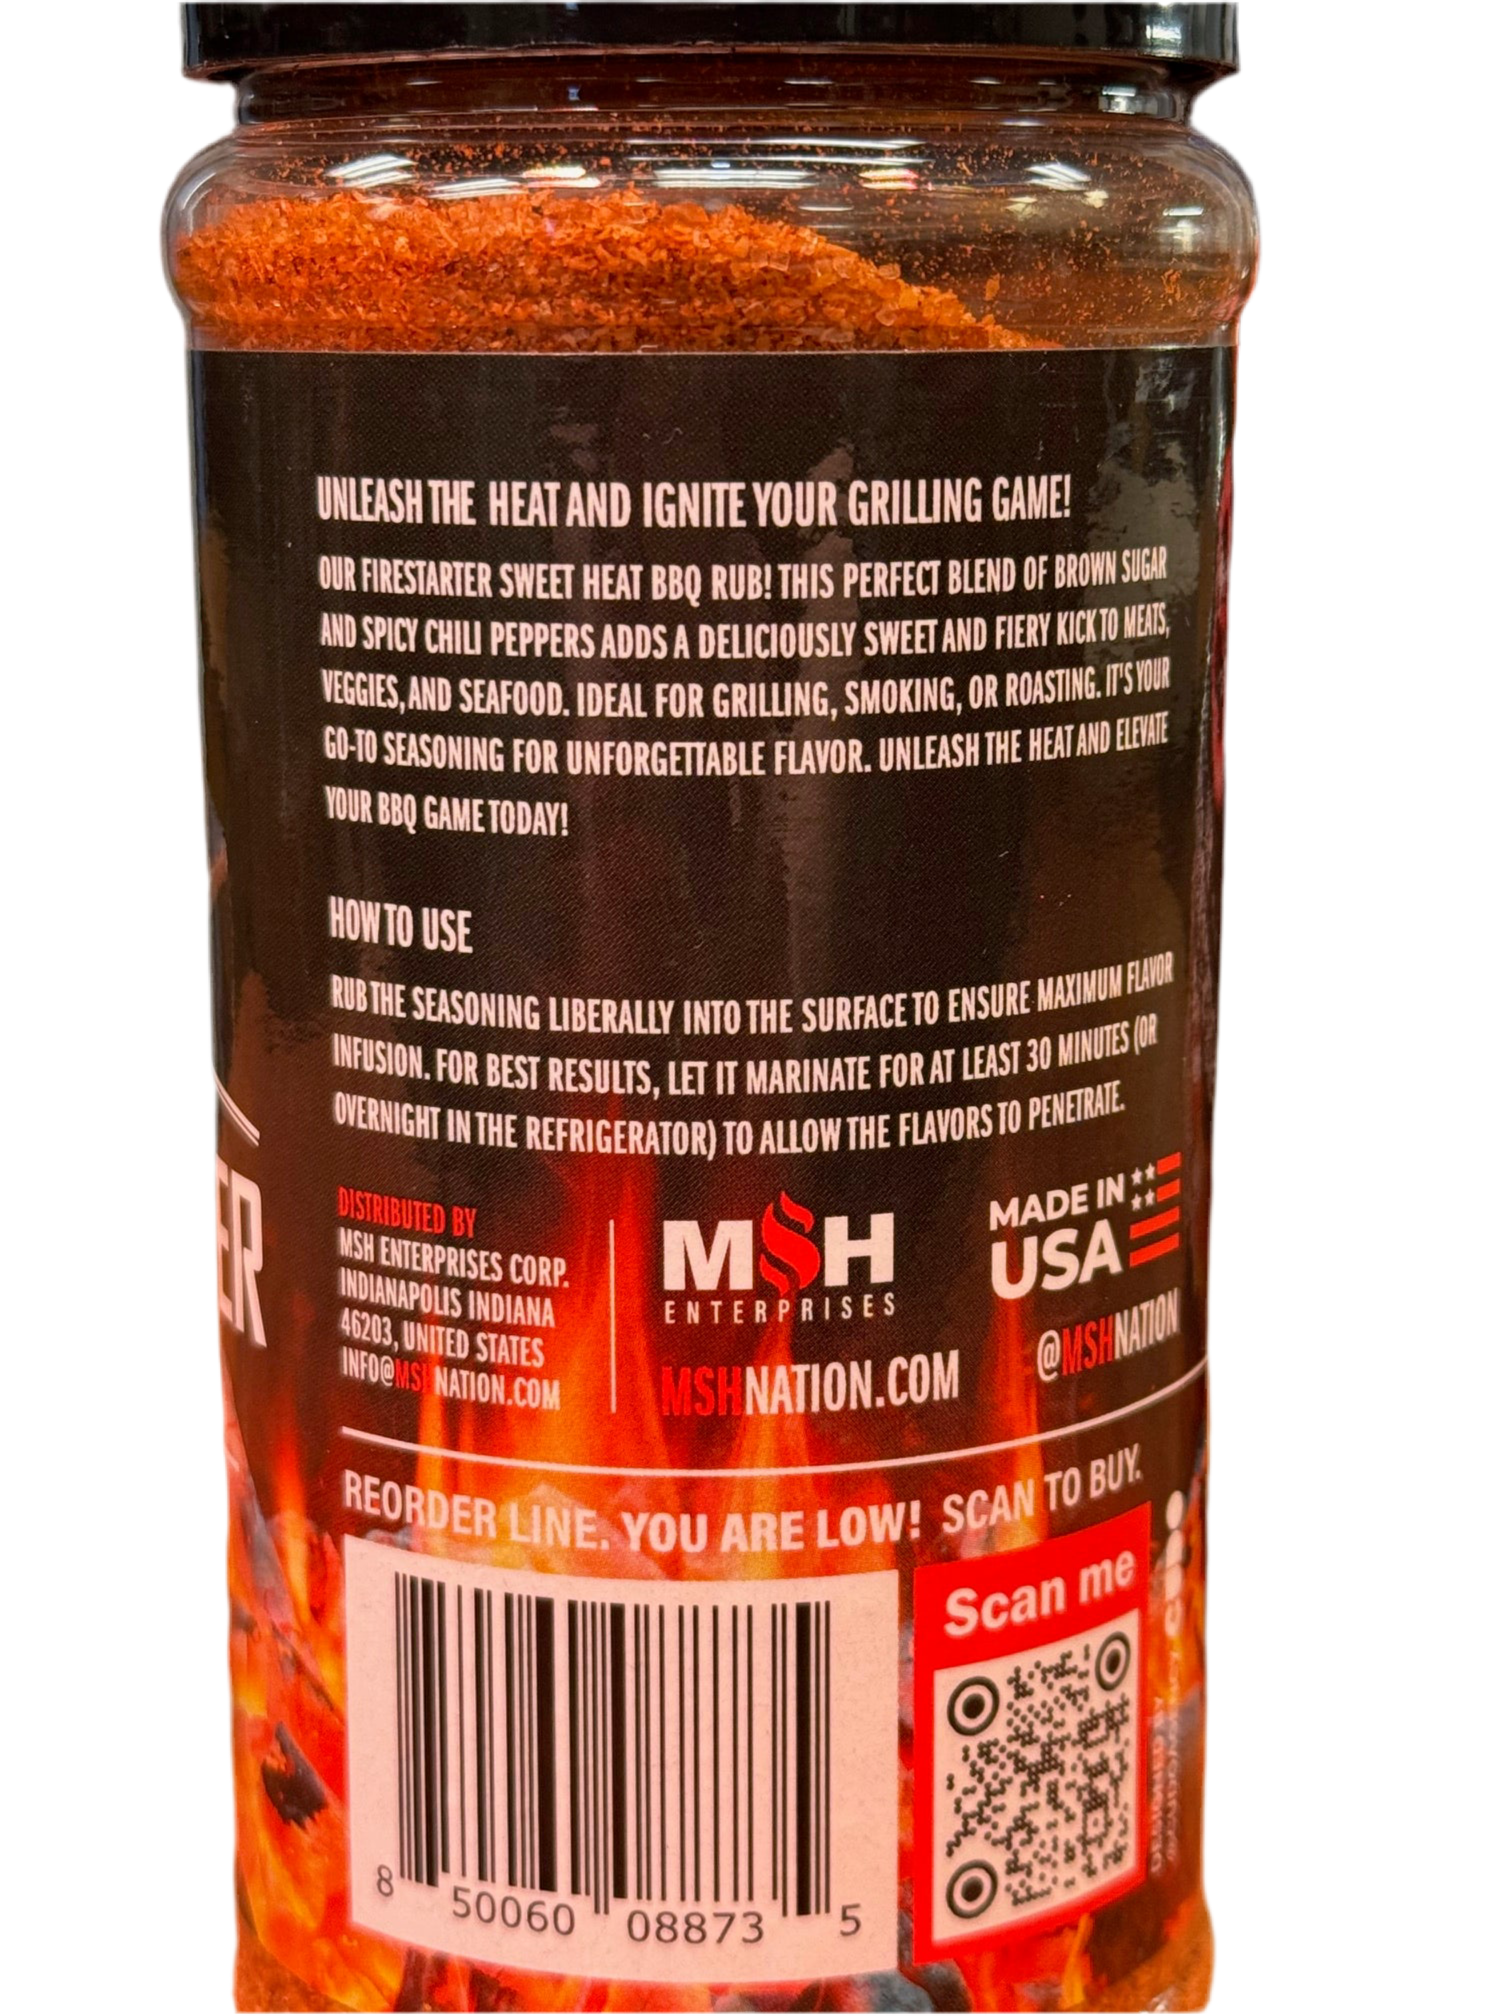 UNLEASH THE HEAT AND IGNITE YOUR GRILLING GAME!
OUR FIRESTARTER SWEET HEAT BBQ RUB! THIS PERFECT BLEND OF BROWN SUGAR
AND SPICY CHILI PEPPERS ADDS A DELICIOUSLY SWEET AND FIERY KICK TO MEATS,
VEGGIES, AND SEAFOOD. IDEAL FOR GRILLING, SMOKING, OR ROASTING. IT'S YOUR
GO-TO SEASONING FOR UNFORGETTABLE FLAVOR. UNLEASH THE HEAT AND ELEVATE
YOUR BBQ GAME TODAY!
HOW TO USE
RUB THE SEASONING LIBERALLY INTO THE SURFACE TO ENSURE MAXIMUM FLAVOR
INFUSION. FOR BEST RESULTS, LET IT MARINATE FOR AT LEAST 30 MINUTES (OR
OVERNIGHT IN THE REFRIGERATOR) TO ALLOW THE FLAVORS TO PENETRATE.
ER
DISTRIBUTED BY
MSH ENTERPRISES CORP.
INDIANAPOLIS INDIANA
46203, UNITED STATES
INFO@MSHNATION.COM
MSH
ENTERPRISES
MSHNATION.COM
MADE IN
USA
@MSHNATION
REORDER LINE. YOU ARE LOW! SCAN TO BUY.
Scan me
8 50060 08873 5